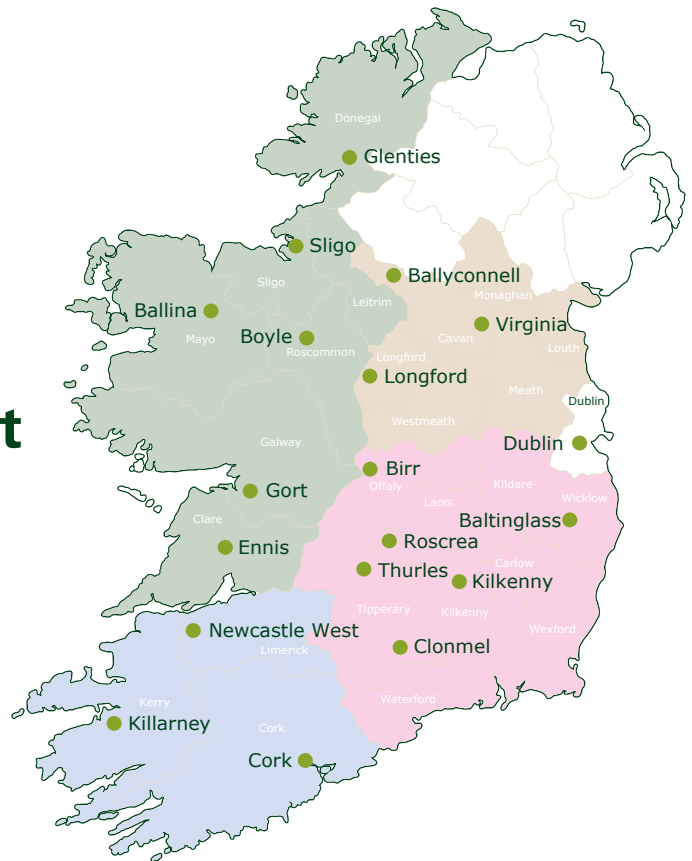 Donegal
Glenties
Sligo
Ballyconnell
Sligo
Monaghan
Leitrim
Ballina
Virginia
Boyle
Cavan
Mayo
Roscommon
Louth
Longford
Longford
Meath
Dublin
t
Westmeath
Galway
Dublin
Birr
Offaly
Kildare
Gort
Laois
Wicklow
Clare
Baltinglass
Ennis
Roscrea
Carlow
Thurles
Kilkenny
Tipperary
Kilkenny
Newcastle West
Wexford
Limerick
Clonmel
Kerry
Waterford
Killarney
Cork
Cork